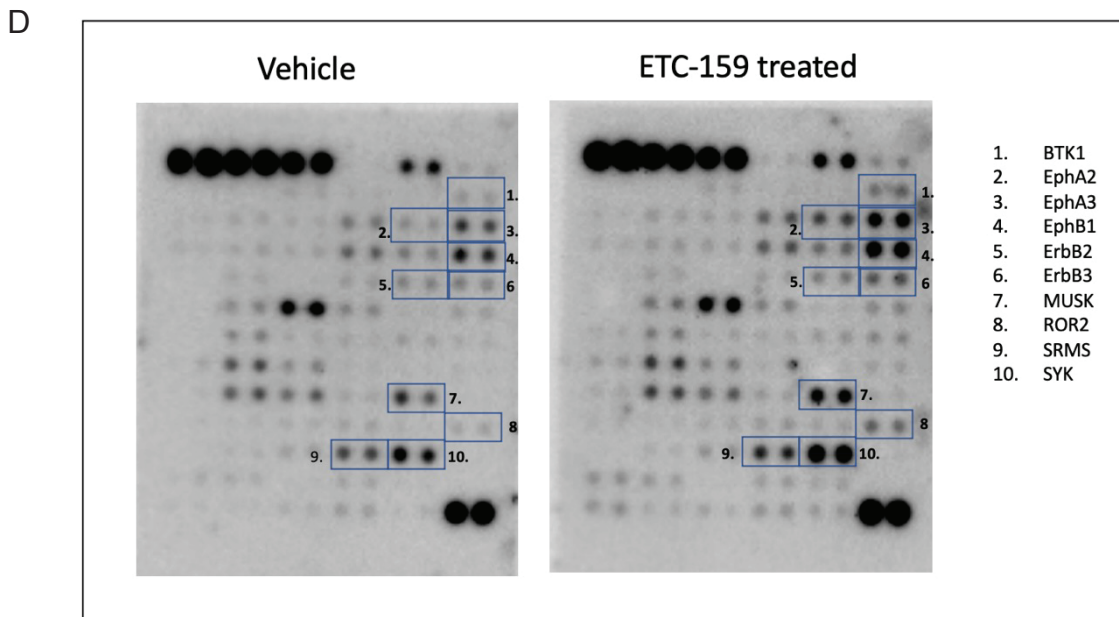 D
Vehicle
ETC-159 treated
1.
2.
3.
4.
5.
6
7.
8
9.
10.
1.
2.
3.
4.
5.
6
7.
8
9.
10.
1. BTK1
2. EphA2
3. EphA3
4. EphB1
5. ErbB2
6. ErbB3
7. MUSK
8. ROR2
9. SRMS
10. SYK